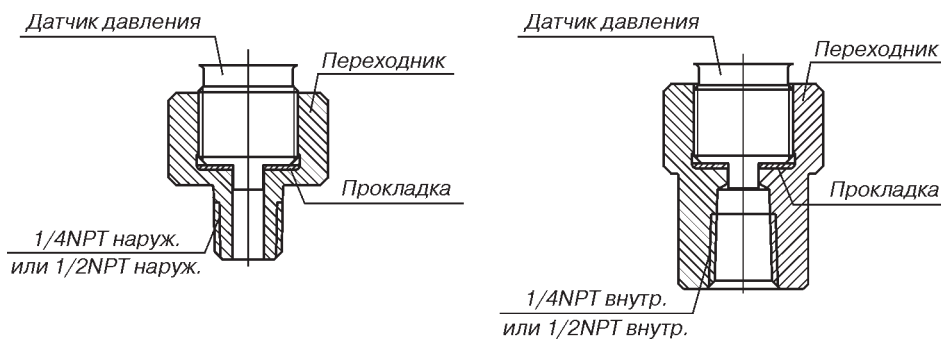 Датчик давления
Переходник
Прокладка
1/4NPT наруж.
или 1/2NPT наруж.
Датчик давления
Переходник
Прокладка
1/4NPT внутр.
или 1/2NPT внутр.